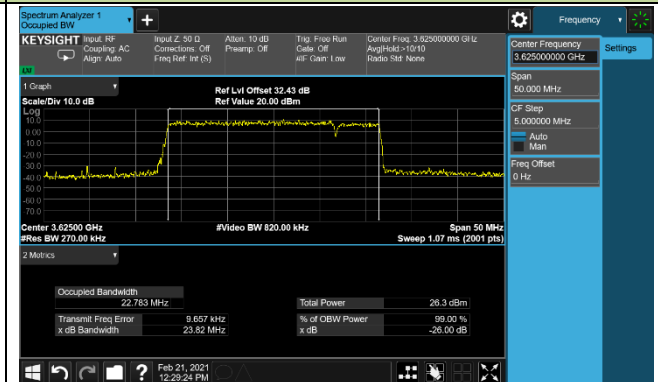 Spectrum Analyzer 1
Occupied BW
+
Frequency
KEYSIGHT
Input: RF
Coupling: AC
Align: Auto
Input Z: 50 Ω
Corrections: Off
Freq Ref: Int (S)
Atten: 10 dB
Preamp: Off
Trig: Free Run
Gate: Off
#IF Gain: Low
Center Freq: 3.625000000 GHz
Avg|Hold:>10/10
Radio Std: None
Center Frequency
3.625000000 GHz
Settings
Span
50.000 MHz
CF Step
5.000000 MHz
Auto
Man
Freq Offset
0 Hz
1 Graph
Scale/Div 10.0 dB
Ref Lvl Offset 32.43 dB
Ref Value 20.00 dBm
Log
10.0
0.00
-10.0
-20.0
-30.0
-40.0
-50.0
-60.0
-70.0
Center 3.62500 GHz
#Res BW 270.00 kHz
#Video BW 820.00 kHz
Span 50 MHz
Sweep 1.07 ms (2001 pts)
2 Metrics
Occupied Bandwidth
22.783 MHz
Total Power 26.3 dBm
Transmit Freq Error 9.657 kHz
% of OBW Power 99.00 %
x dB Bandwidth 23.82 MHz
x dB -26.00 dB
?
Feb 21, 2021
12:29:24 PM